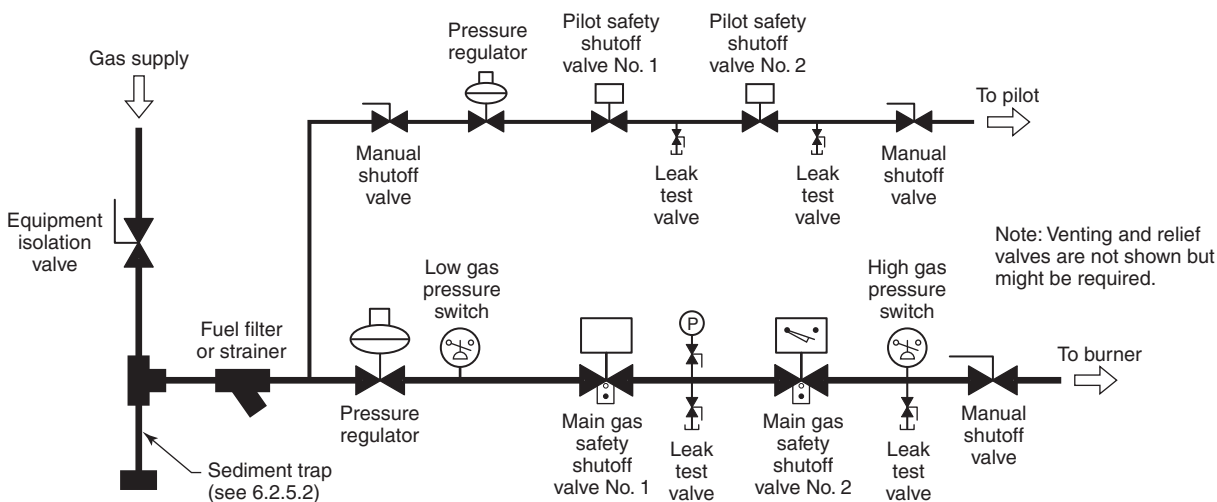 Gas supply
Pressure
regulator
Pilot safety
shutoff
valve No. 1
Pilot safety
shutoff
valve No. 2
To pilot
Manual
shutoff
valve
Leak
test
valve
Leak
test
valve
Manual
shutoff
valve
Equipment
isolation
valve
Note: Venting and relief
valves are not shown but
might be required.
Low gas
pressure
switch
High gas
pressure
switch
Fuel filter
or strainer
P
To burner
Pressure
regulator
Main gas
safety
shutoff
valve No. 1
Leak
test
valve
Main gas
safety
shutoff
valve No. 2
Leak
test
valve
Manual
shutoff
valve
Sediment trap
(see 6.2.5.2)